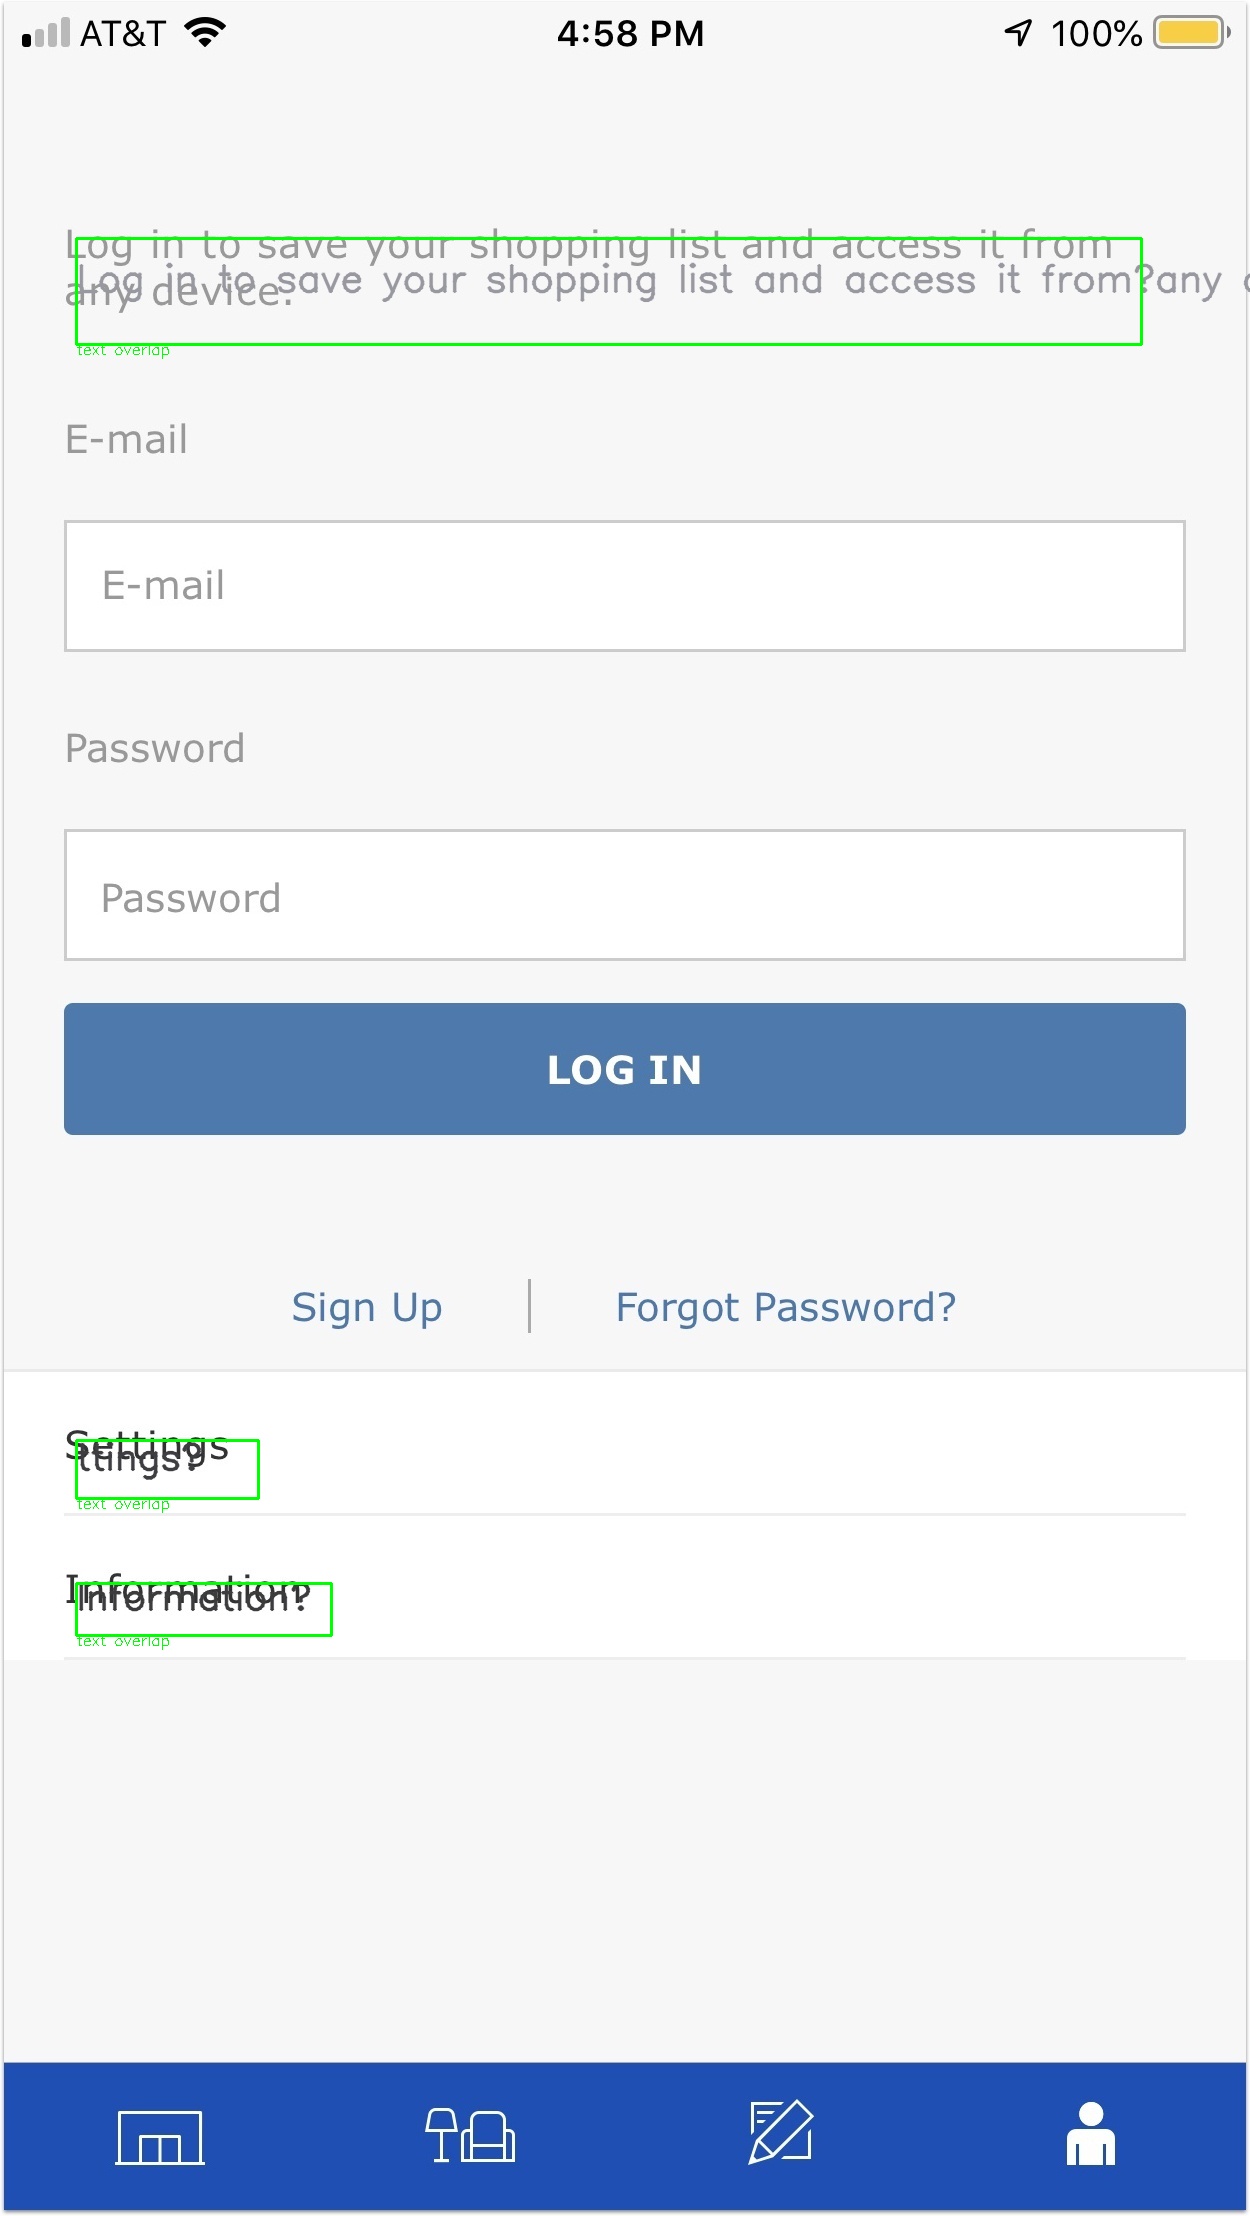 AT&T 4:58 PM 100%
Log in to save your shopping list and access it from
any device.
Log in to save your shopping list and access it from?any
text overlap
E-mail
E-mail
Password
Password
LOG IN
Sign Up Forgot Password?
Settings
ttings?
text overlap
Information
Information?
text overlap